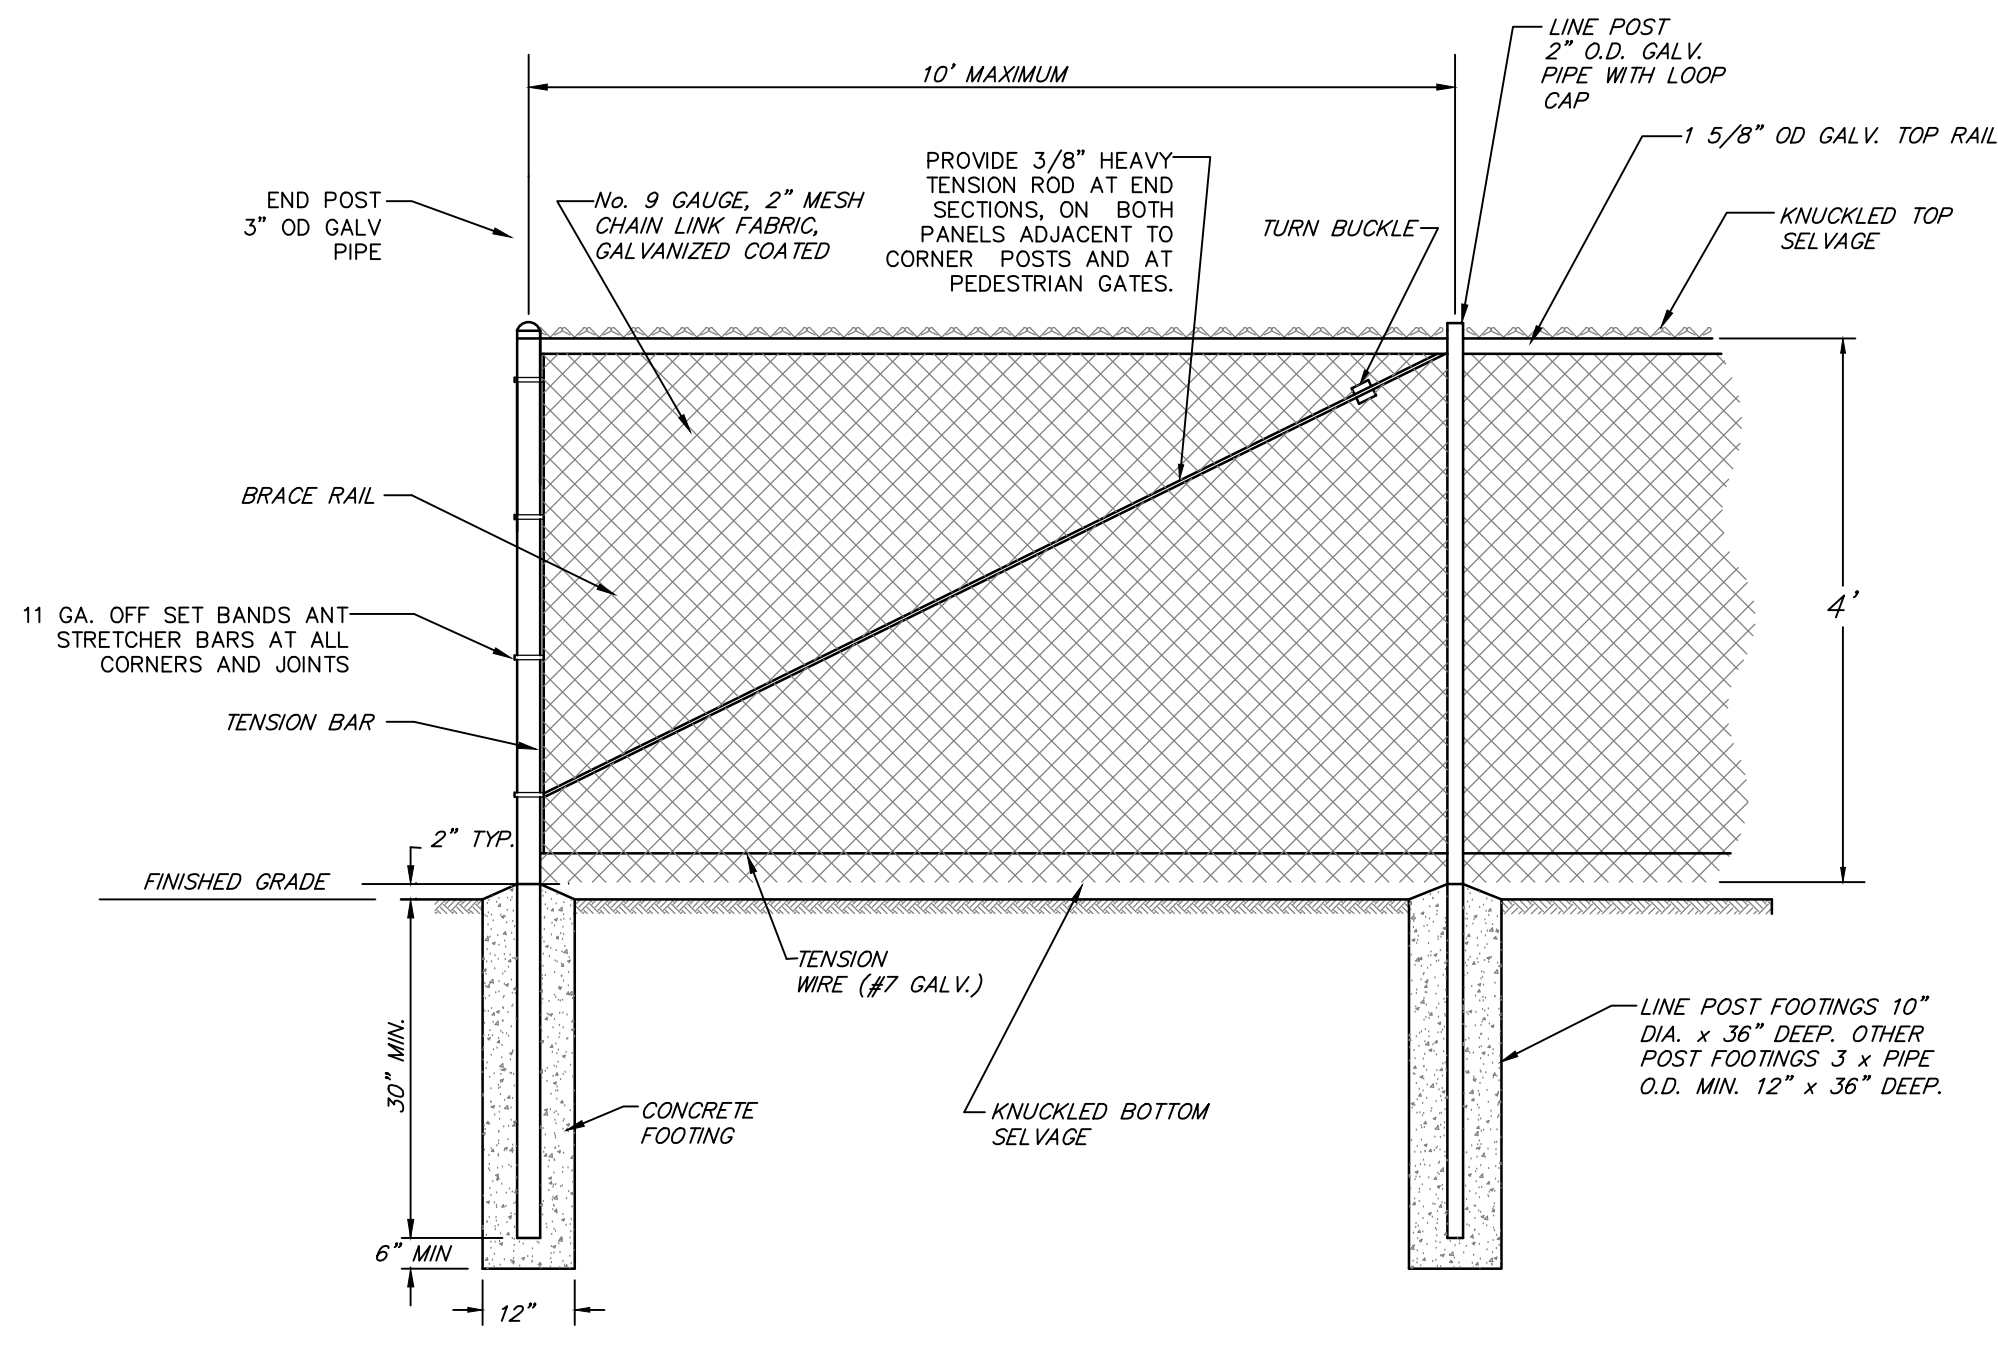 LINE POST
2" O.D. GALV.
PIPE WITH LOOP
CAP
10' MAXIMUM
1 5/8" OD GALV. TOP RAIL
PROVIDE 3/8" HEAVY
TENSION ROD AT END
SECTIONS, ON BOTH
PANELS ADJACENT TO
CORNER POSTS AND AT
PEDESTRIAN GATES.
END POST
3" OD GALV
PIPE
No. 9 GAUGE, 2" MESH
CHAIN LINK FABRIC,
GALVANIZED COATED
TURN BUCKLE
KNUCKLED TOP
SELVAGE
BRACE RAIL
4'
11 GA. OFF SET BANDS ANT
STRETCHER BARS AT ALL
CORNERS AND JOINTS
TENSION BAR
2" TYP.
FINISHED GRADE
TENSION
WIRE (#7 GALV.)
30" MIN.
LINE POST FOOTINGS 10"
DIA. x 36" DEEP. OTHER
POST FOOTINGS 3 x PIPE
O.D. MIN. 12" x 36" DEEP.
CONCRETE
FOOTING
KNUCKLED BOTTOM
SELVAGE
6" MIN
12"